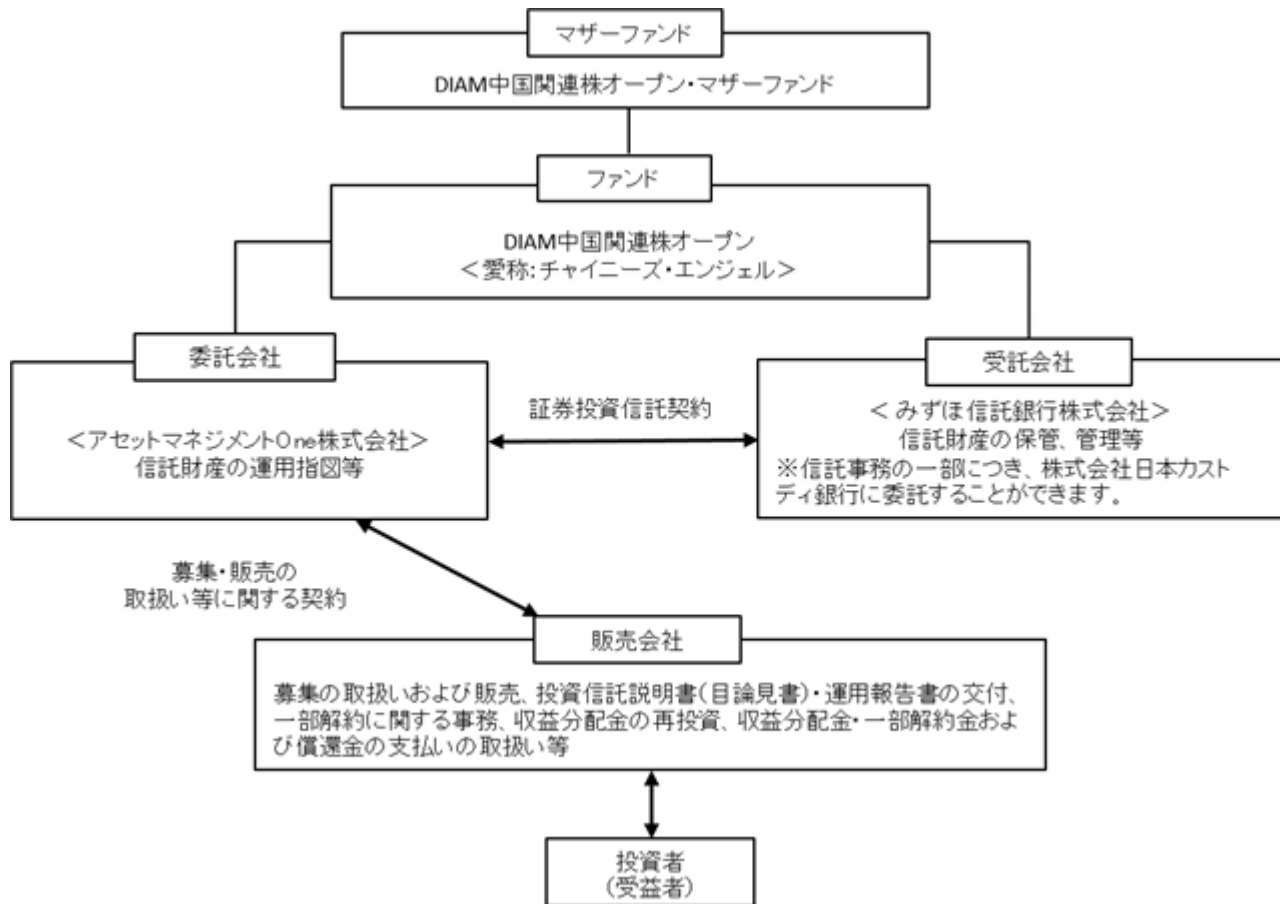 マザーファンド
DIAM中国関連株オープン・マザーファンド
ファンド
DIAM中国関連株オープン
＜愛称：チャイニーズ・エンジェル＞
委託会社
＜アセットマネジメントOne株式会社＞
信託財産の運用指図等
証券投資信託契約
受託会社
＜みずほ信託銀行株式会社＞
信託財産の保管、管理等
※信託事務の一部につき、株式会社日本カスト
ディ銀行に委託することができます。
募集・販売の
取扱い等に関する契約
販売会社
募集の取扱いおよび販売、投資信託説明書（目論見書）・運用報告書の交付、
一部解約に関する事務、収益分配金の再投資、収益分配金・一部解約金およ
び償還金の支払いの取扱い等
投資者
（受益者）